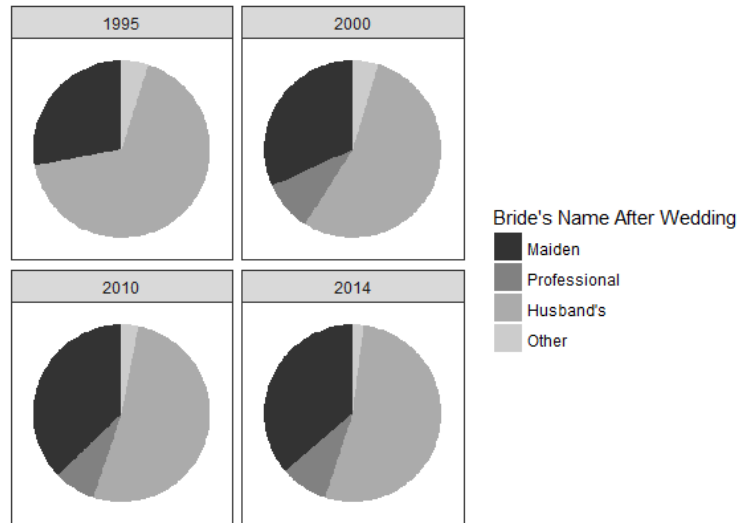 1995
2000
2010
2014
Bride's Name After Wedding
Maiden
Professional
Husband's
Other